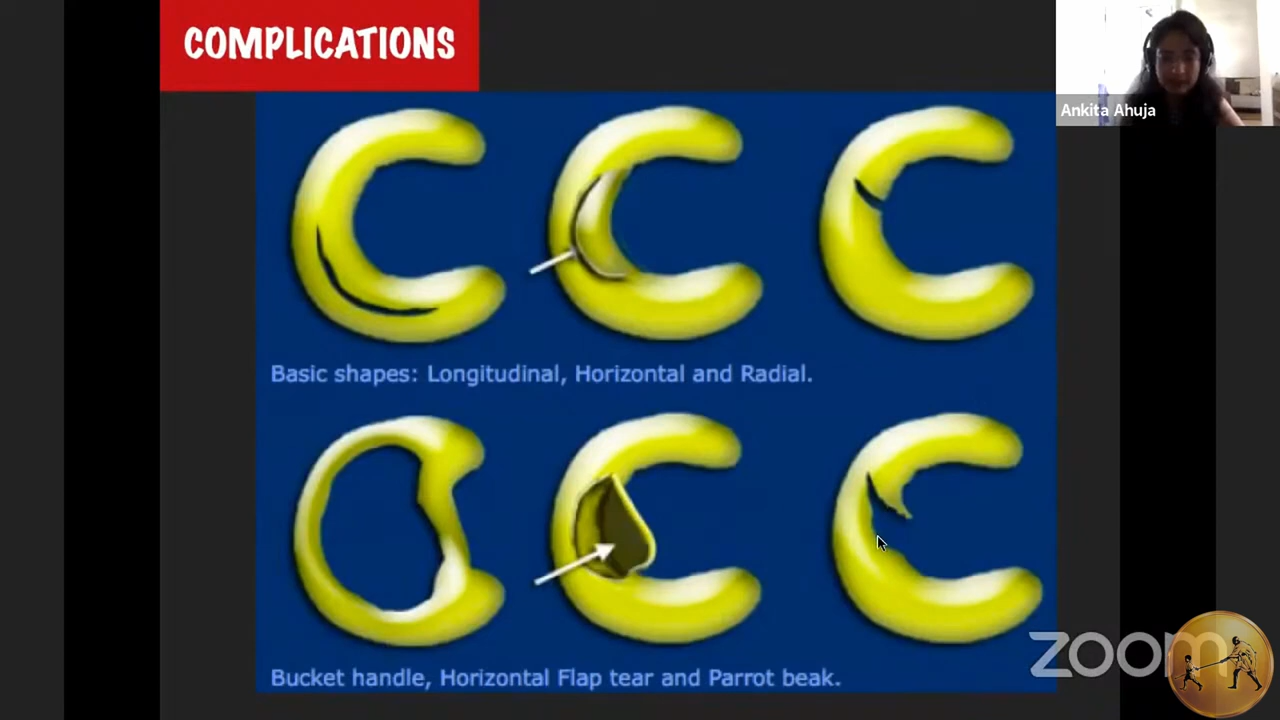 COMPLICATIONS
Ankita Ahuja
Basic shapes: Longitudinal, Horizontal and Radial.
Bucket handle, Horizontal Flap tear and Parrot beak.
zoom